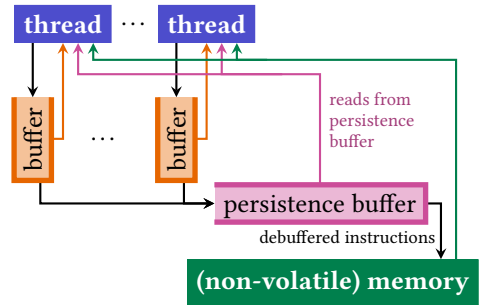 thread ... thread
reads from
persistence
buffer
buffer ... buffer
persistence buffer
debuffered instructions
(non-volatile) memory